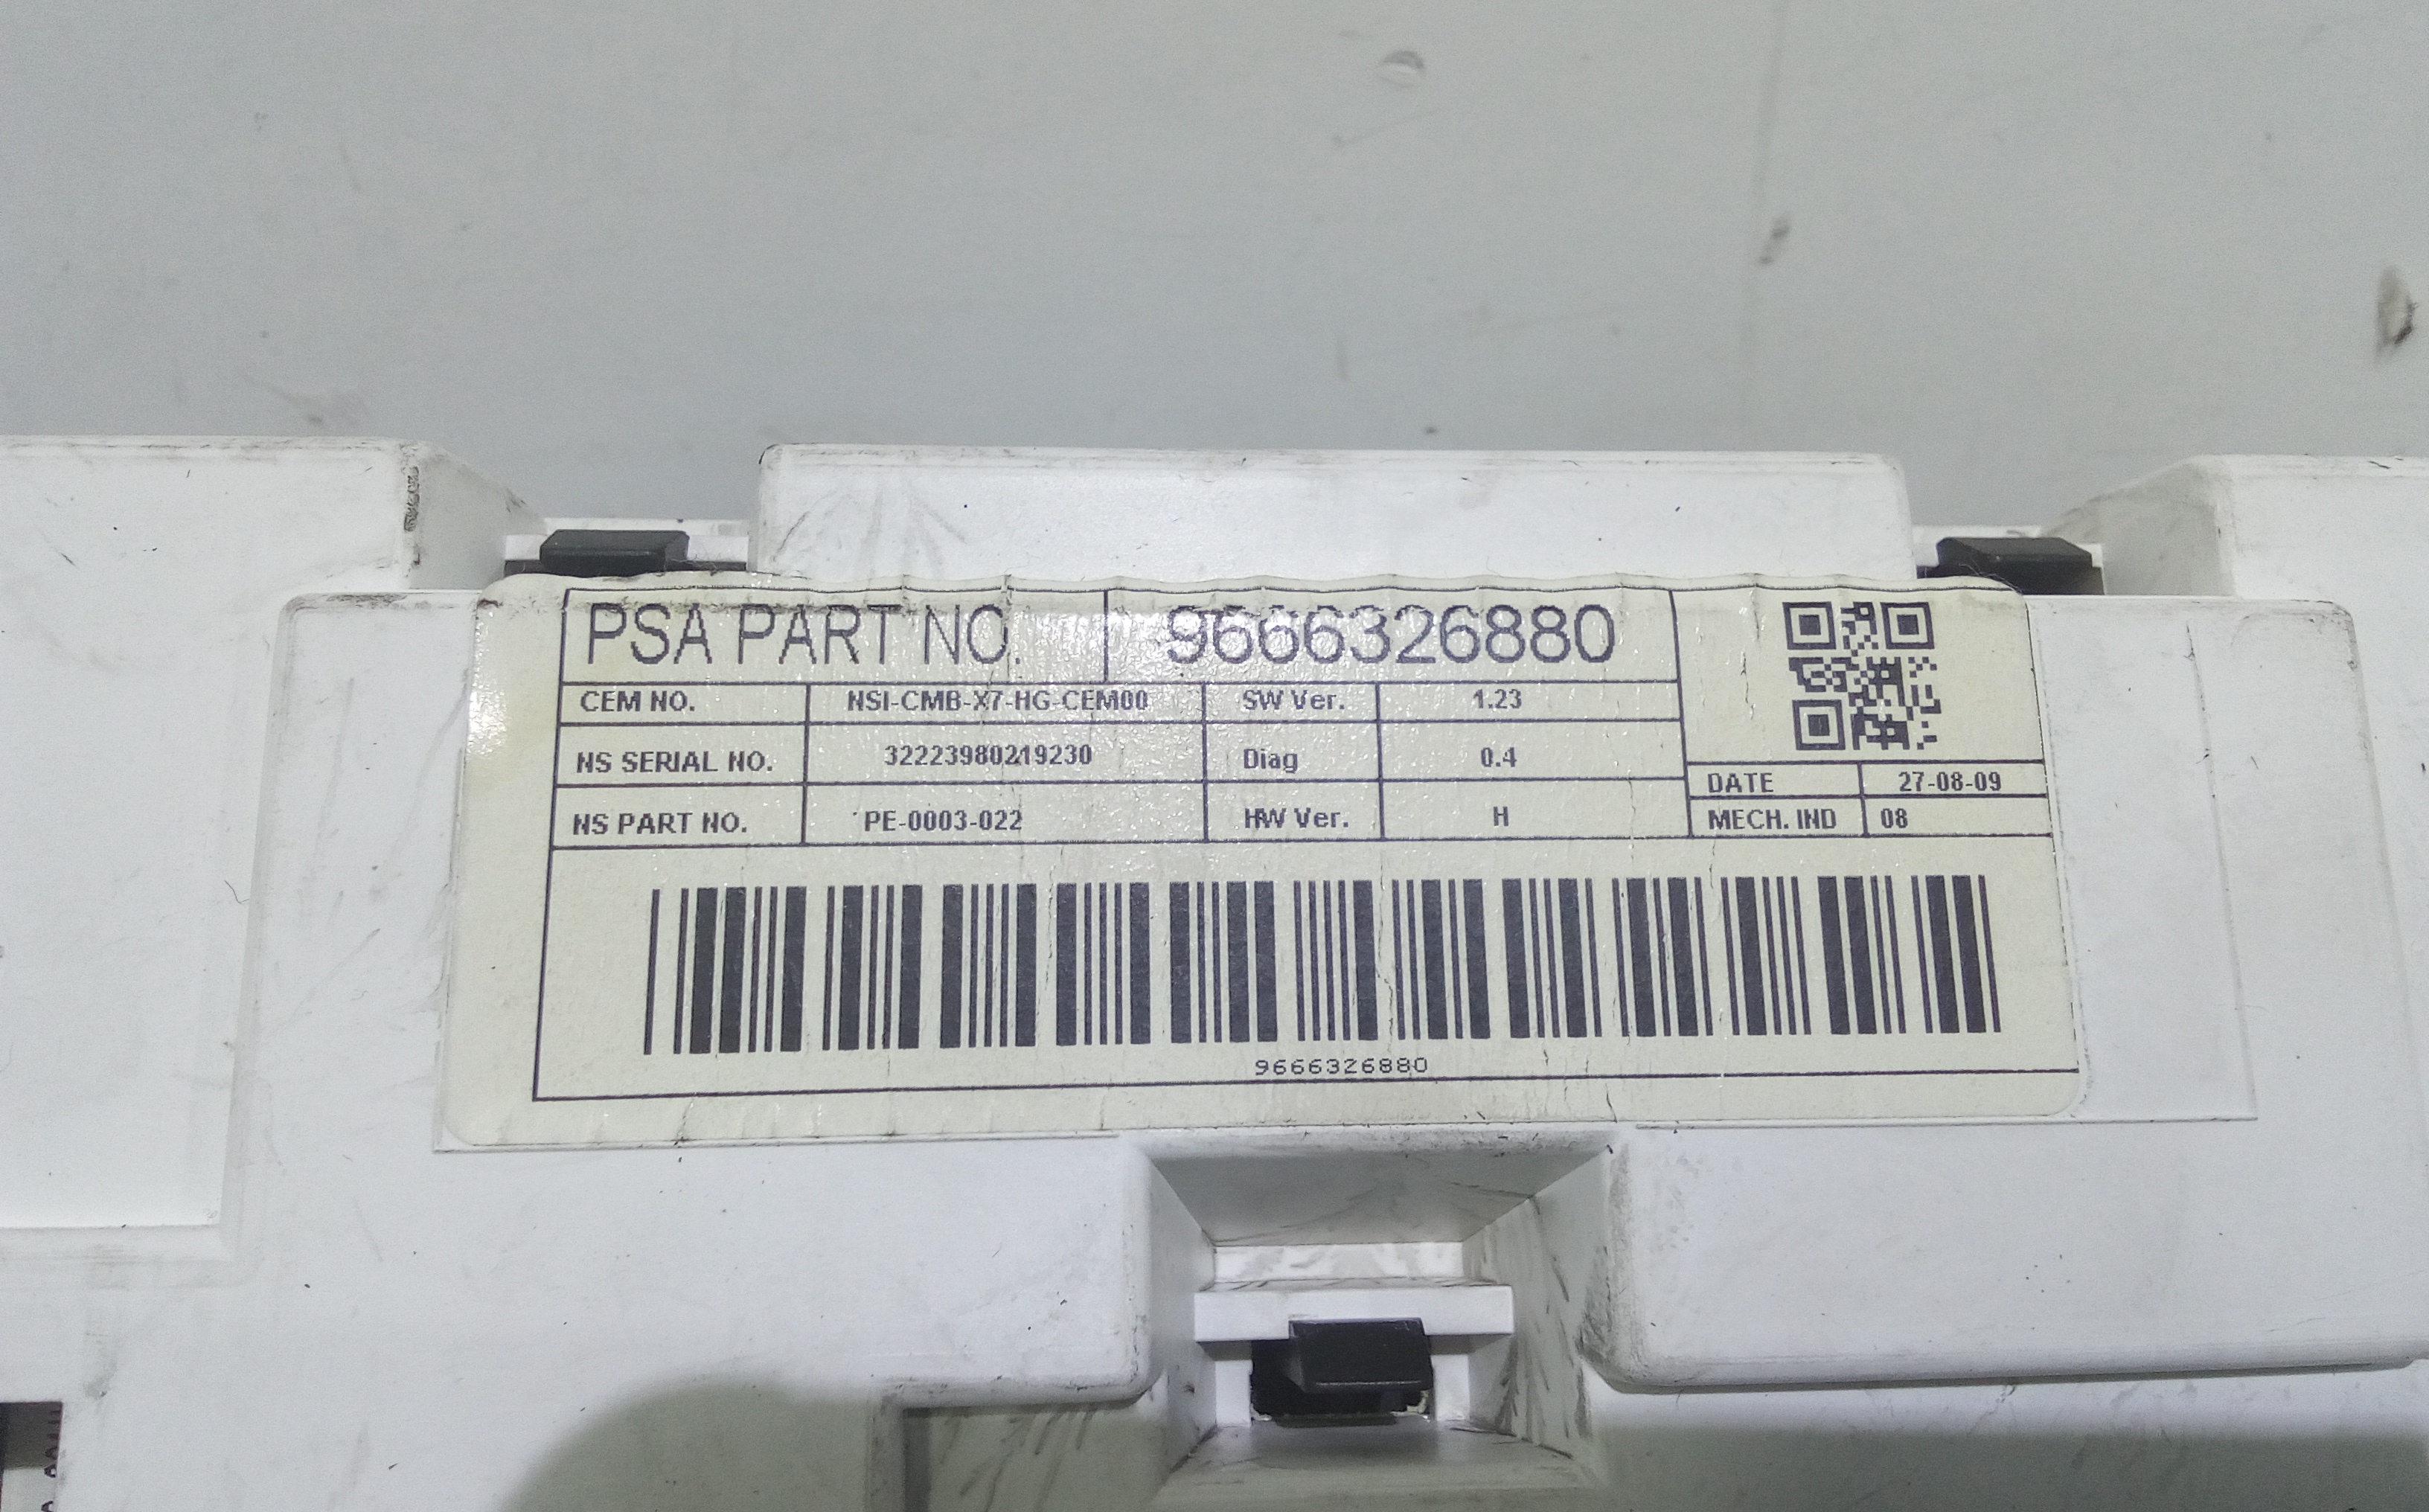 PSA PART NO. 9666326880
CEM NO. NSI-CMB-X7-HG-CEM00 SW Ver. 1.23
NS SERIAL NO. 32223980219230 Diag 0.4
DATE 27-08-09
NS PART NO. PE-0003-022 HW Ver. H
MECH. IND 08
9666326880